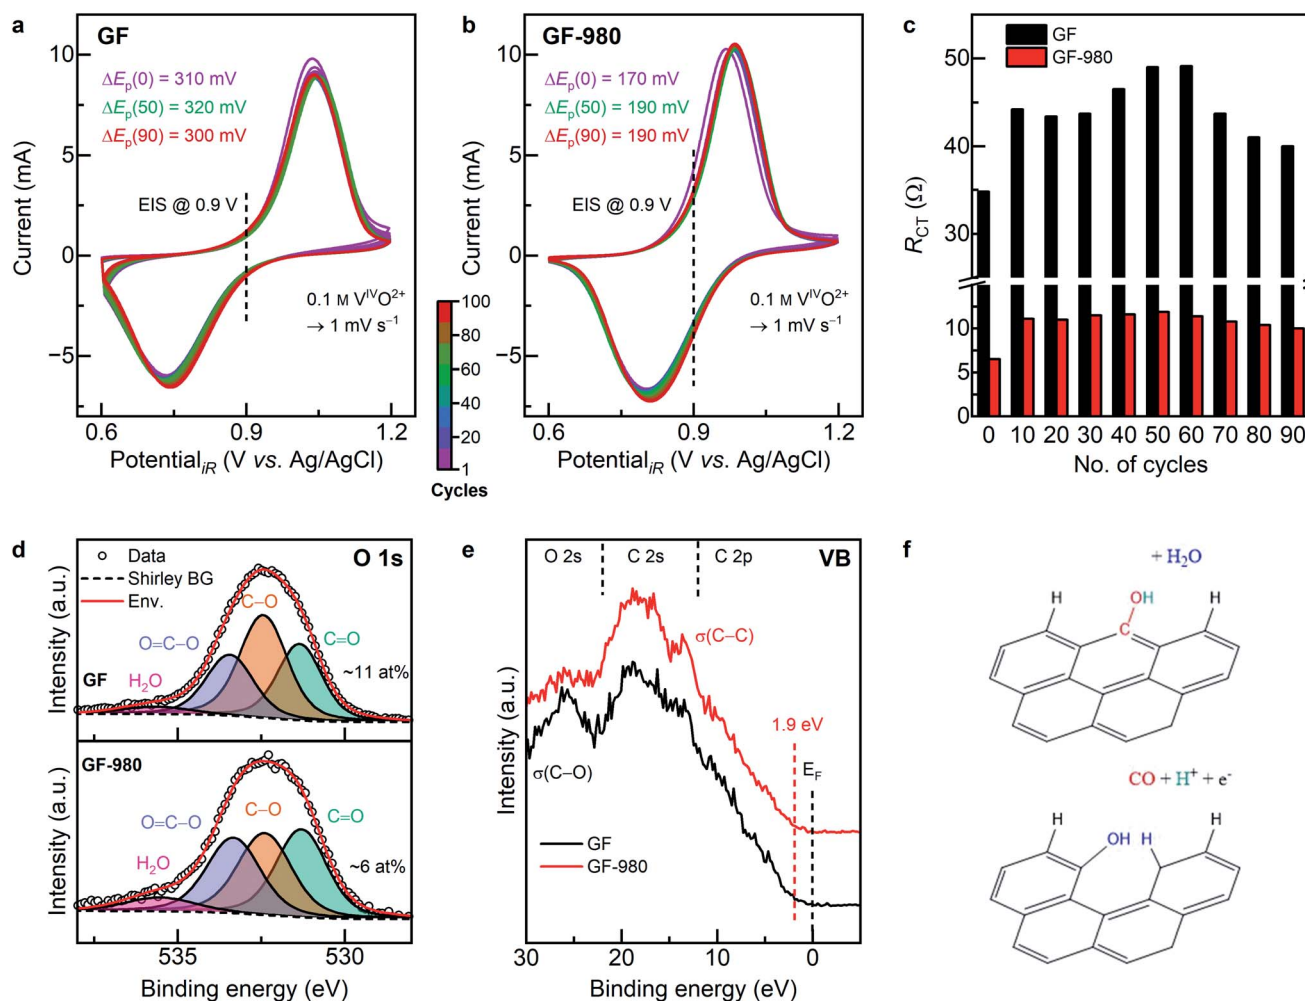 a
GF
ΔEp(0) = 310 mV
ΔEp(50) = 320 mV
ΔEp(90) = 300 mV
EIS @ 0.9 V
0.1 M VᴵⱽO²⁺
→ 1 mV s⁻¹
Current (mA)
10
5
0
−5
0.6 0.9 1.2
Potential_iR (V vs. Ag/AgCl)
100
80
60
40
20
1
Cycles
b
GF-980
ΔEp(0) = 170 mV
ΔEp(50) = 190 mV
ΔEp(90) = 190 mV
EIS @ 0.9 V
0.1 M VᴵⱽO²⁺
→ 1 mV s⁻¹
Current (mA)
10
5
0
−5
0.6 0.9 1.2
Potential_iR (V vs. Ag/AgCl)
c
GF
GF-980
R_CT (Ω)
50
40
30
10
5
0
0 10 20 30 40 50 60 70 80 90
No. of cycles
d
Data
Shirley BG
Env.
O 1s
C–O
O=C–O
C=O
H₂O
GF
~11 at%
Intensity (a.u.)
GF-980
C–O
O=C–O
C=O
H₂O
~6 at%
Intensity (a.u.)
535 530
Binding energy (eV)
e
O 2s C 2s C 2p
VB
σ(C–C)
1.9 eV
E_F
σ(C–O)
GF
GF-980
Intensity (a.u.)
30 20 10 0
Binding energy (eV)
f
+ H₂O
H OH H
C
CO + H⁺ + e⁻
H OH H H